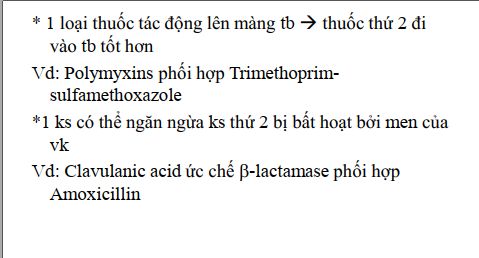 * 1 loại thuốc tác động lên màng tb → thuốc thứ 2 đi
vào tb tốt hơn
Vd: Polymyxins phối hợp Trimethoprim-
sulfamethoxazole
*1 ks có thể ngăn ngừa ks thứ 2 bị bất hoạt bởi men của
vk
Vd: Clavulanic acid ức chế β-lactamase phối hợp
Amoxicillin